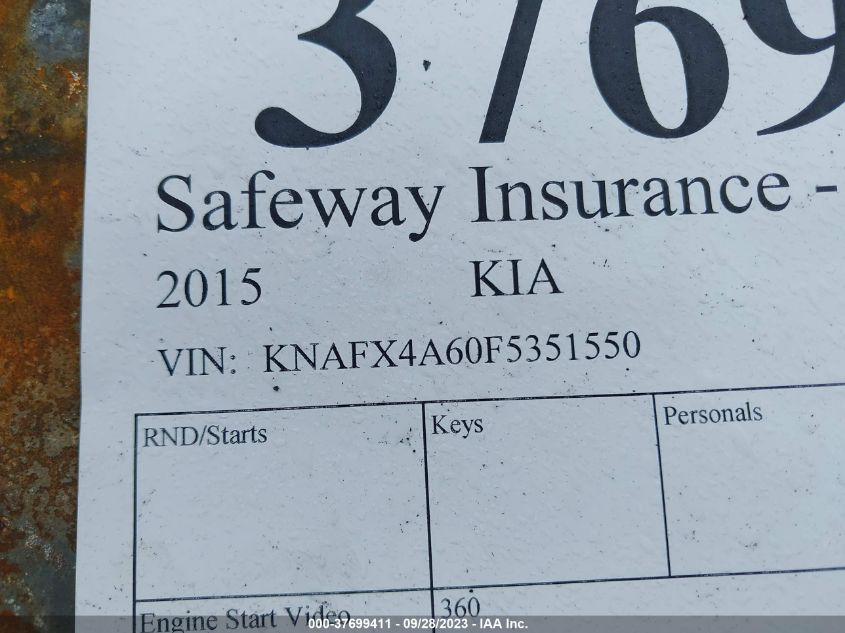 3769
Safeway Insurance -
2015 KIA
VIN: KNAFX4A60F5351550
RND/Starts Keys Personals
Engine Start Video 360
000-37699411 - 09/28/2023 - IAA Inc.